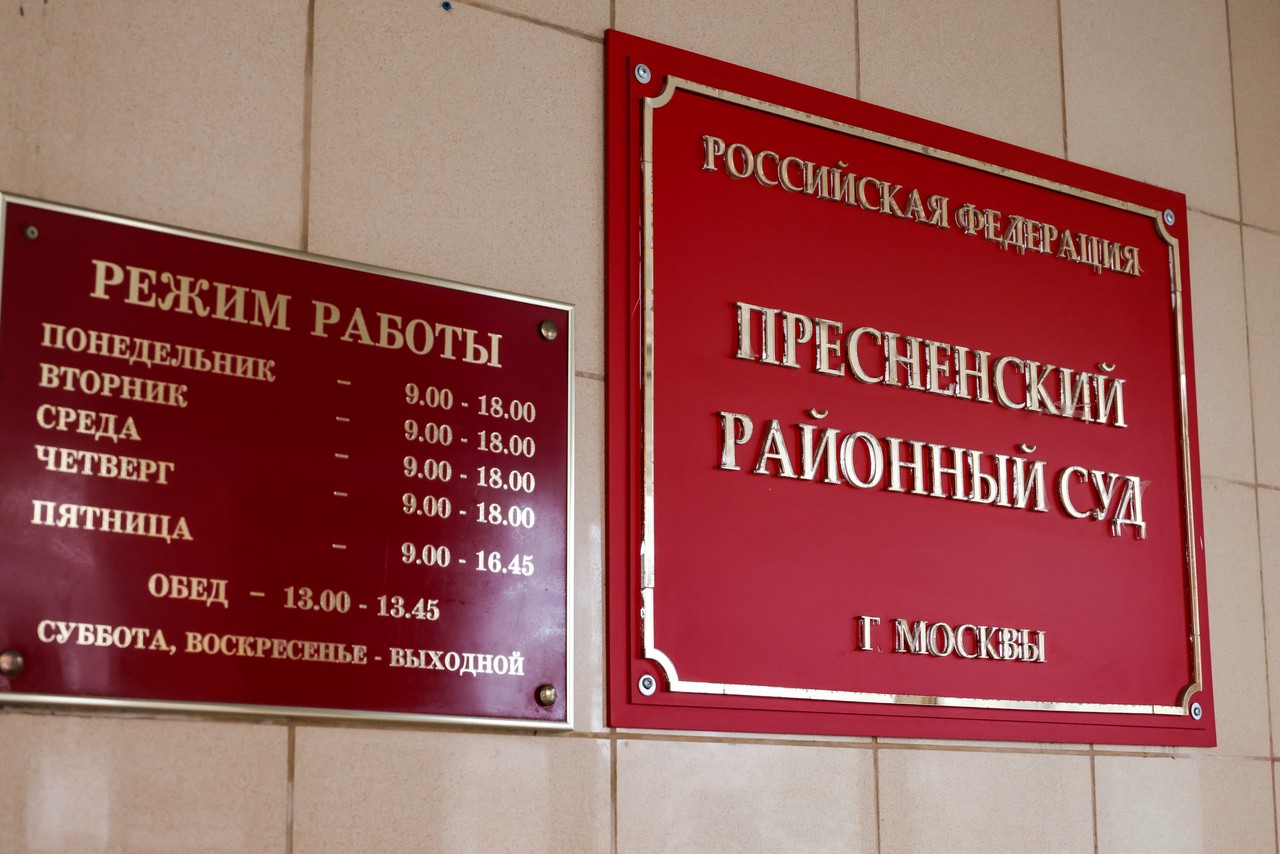 РЕЖИМ РАБОТЫ
ПОНЕДЕЛЬНИК – 9.00 - 18.00
ВТОРНИК – 9.00 - 18.00
СРЕДА – 9.00 - 18.00
ЧЕТВЕРГ – 9.00 - 18.00
ПЯТНИЦА – 9.00 - 16.45
ОБЕД – 13.00 - 13.45
СУББОТА, ВОСКРЕСЕНЬЕ - ВЫХОДНОЙ
РОССИЙСКАЯ ФЕДЕРАЦИЯ
ПРЕСНЕНСКИЙ
РАЙОННЫЙ СУД
Г МОСКВЫ